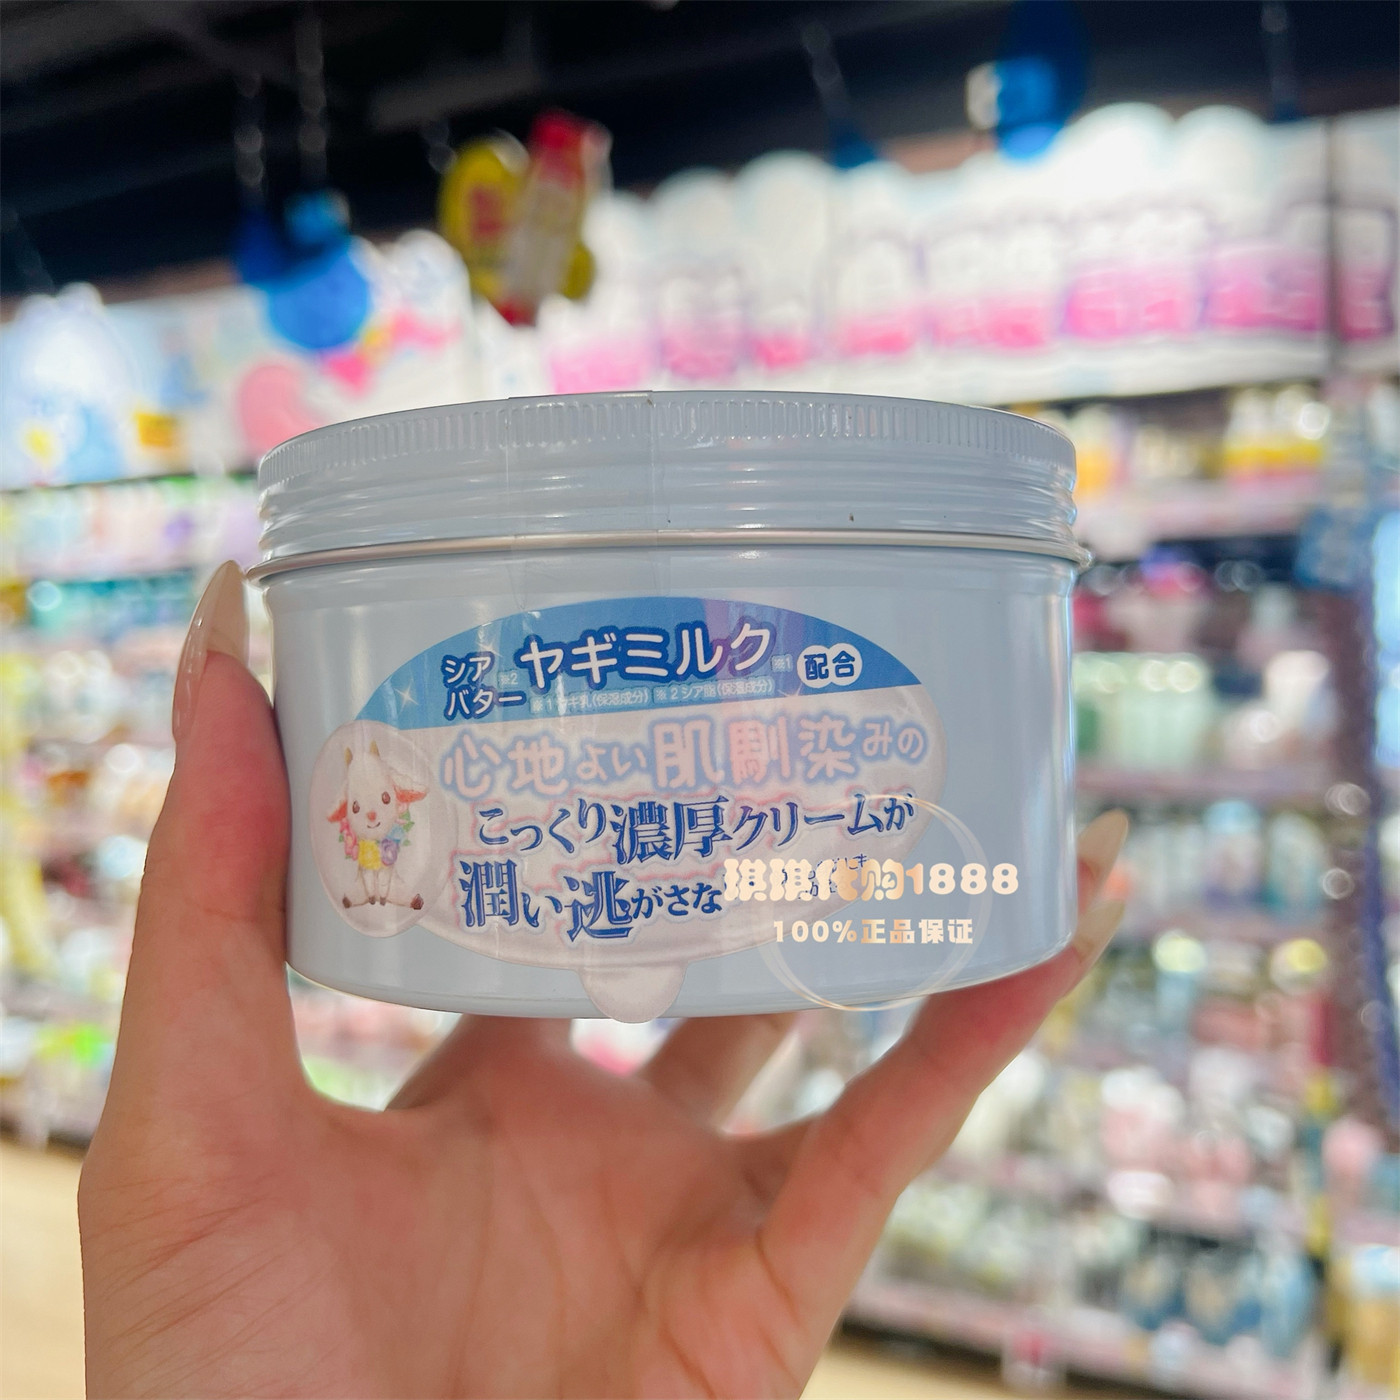 シア
バター※2 ヤギミルク※1 配合
※1 ヤギ乳(保湿成分) ※2 シア脂(保湿成分)
心地よい肌馴染みの
こっくり濃厚クリームが
潤い逃がさな
琪琪代购1888
100%正品保证